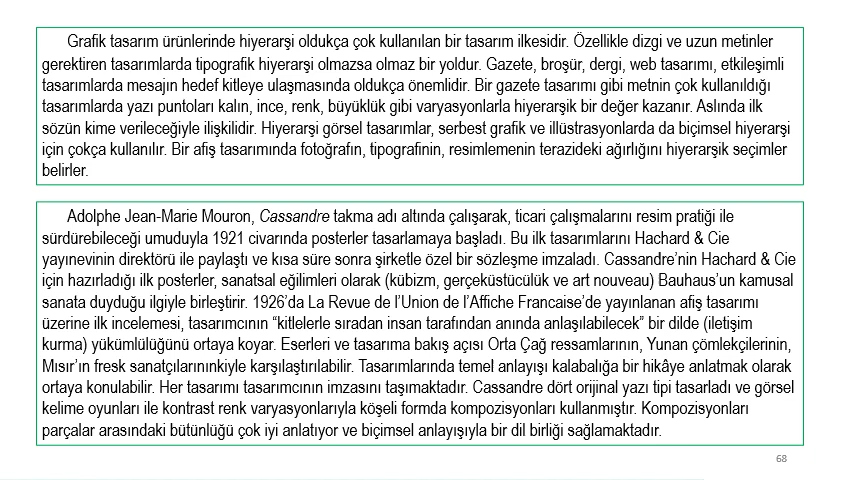 Grafik tasarım ürünlerinde hiyerarşi oldukça çok kullanılan bir tasarım ilkesidir. Özellikle dizgi ve uzun metinler
gerektiren tasarımlarda tipografik hiyerarşi olmazsa olmaz bir yoldur. Gazete, broşür, dergi, web tasarımı, etkileşimli
tasarımlarda mesajın hedef kitleye ulaşmasında oldukça önemlidir. Bir gazete tasarımı gibi metnin çok kullanıldığı
tasarımlarda yazı puntoları kalın, ince, renk, büyüklük gibi varyasyonlarla hiyerarşik bir değer kazanır. Aslında ilk
sözün kime verileceğiyle ilişkilidir. Hiyerarşi görsel tasarımlar, serbest grafik ve illüstrasyonlarda da biçimsel hiyerarşi
için çokça kullanılır. Bir afiş tasarımında fotoğrafın, tipografinin, resimlemenin terazideki ağırlığını hiyerarşik seçimler
belirler.
Adolphe Jean-Marie Mouron, Cassandre takma adı altında çalışarak, ticari çalışmalarını resim pratiği ile
sürdürebileceği umuduyla 1921 civarında posterler tasarlamaya başladı. Bu ilk tasarımlarını Hachard & Cie
yayınevinin direktörü ile paylaştı ve kısa süre sonra şirketle özel bir sözleşme imzaladı. Cassandre’nin Hachard & Cie
için hazırladığı ilk posterler, sanatsal eğilimleri olarak (kübizm, gerçeküstücülük ve art nouveau) Bauhaus’un kamusal
sanata duyduğu ilgiyle birleştirir. 1926’da La Revue de l’Union de l’Affiche Francaise’de yayınlanan afiş tasarımı
üzerine ilk incelemesi, tasarımcının “kitlelerle sıradan insan tarafından anında anlaşılabilecek” bir dilde (iletişim
kurma) yükümlülüğünü ortaya koyar. Eserleri ve tasarıma bakış açısı Orta Çağ ressamlarının, Yunan çömlekçilerinin,
Mısır’ın fresk sanatçılarınınkiyle karşılaştırılabilir. Tasarımlarında temel anlayışı kalabalığa bir hikâye anlatmak olarak
ortaya konulabilir. Her tasarımı tasarımcının imzasını taşımaktadır. Cassandre dört orijinal yazı tipi tasarladı ve görsel
kelime oyunları ile kontrast renk varyasyonlarıyla köşeli formda kompozisyonları kullanmıştır. Kompozisyonları
parçalar arasındaki bütünlüğü çok iyi anlatıyor ve biçimsel anlayışıyla bir dil birliği sağlamaktadır.
68